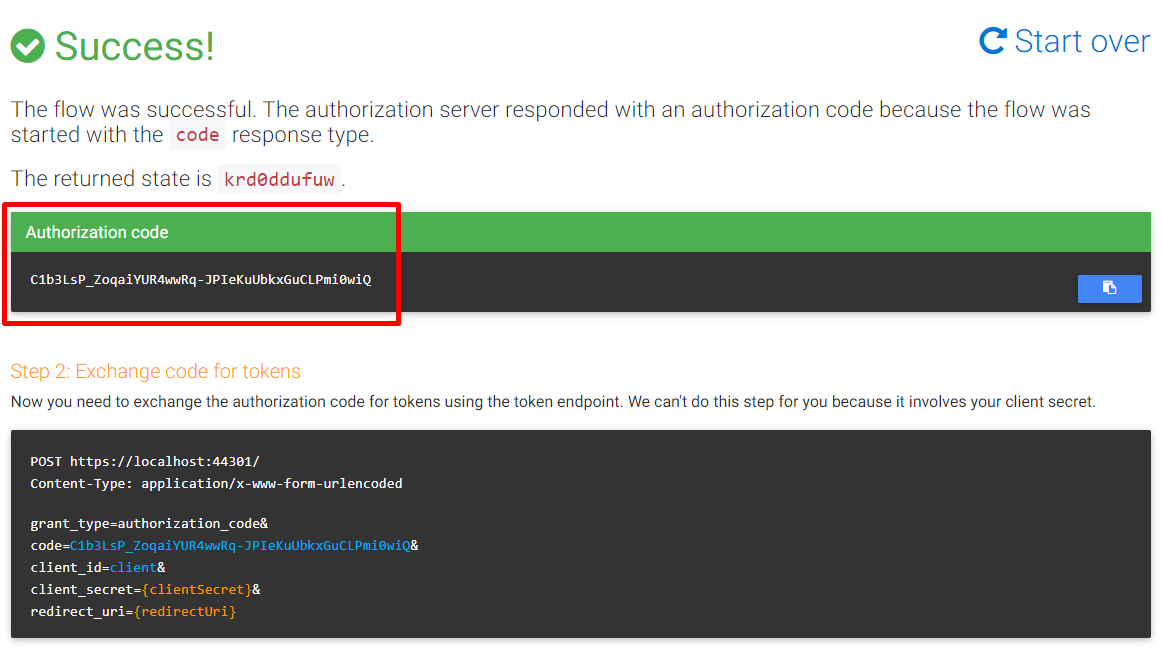 Success!
Start over
The flow was successful. The authorization server responded with an authorization code because the flow was
started with the code response type.
The returned state is krd0ddufuw.
Authorization code
C1b3LsP_ZoqaiYUR4wwRq-JPIeKuUbkxGuCLPmi0wiQ
Step 2: Exchange code for tokens
Now you need to exchange the authorization code for tokens using the token endpoint. We can't do this step for you because it involves your client secret.
POST https://localhost:44301/
Content-Type: application/x-www-form-urlencoded
grant_type=authorization_code&
code=C1b3LsP_ZoqaiYUR4wwRq-JPIeKuUbkxGuCLPmi0wiQ&
client_id=client&
client_secret={clientSecret}&
redirect_uri={redirectUri}